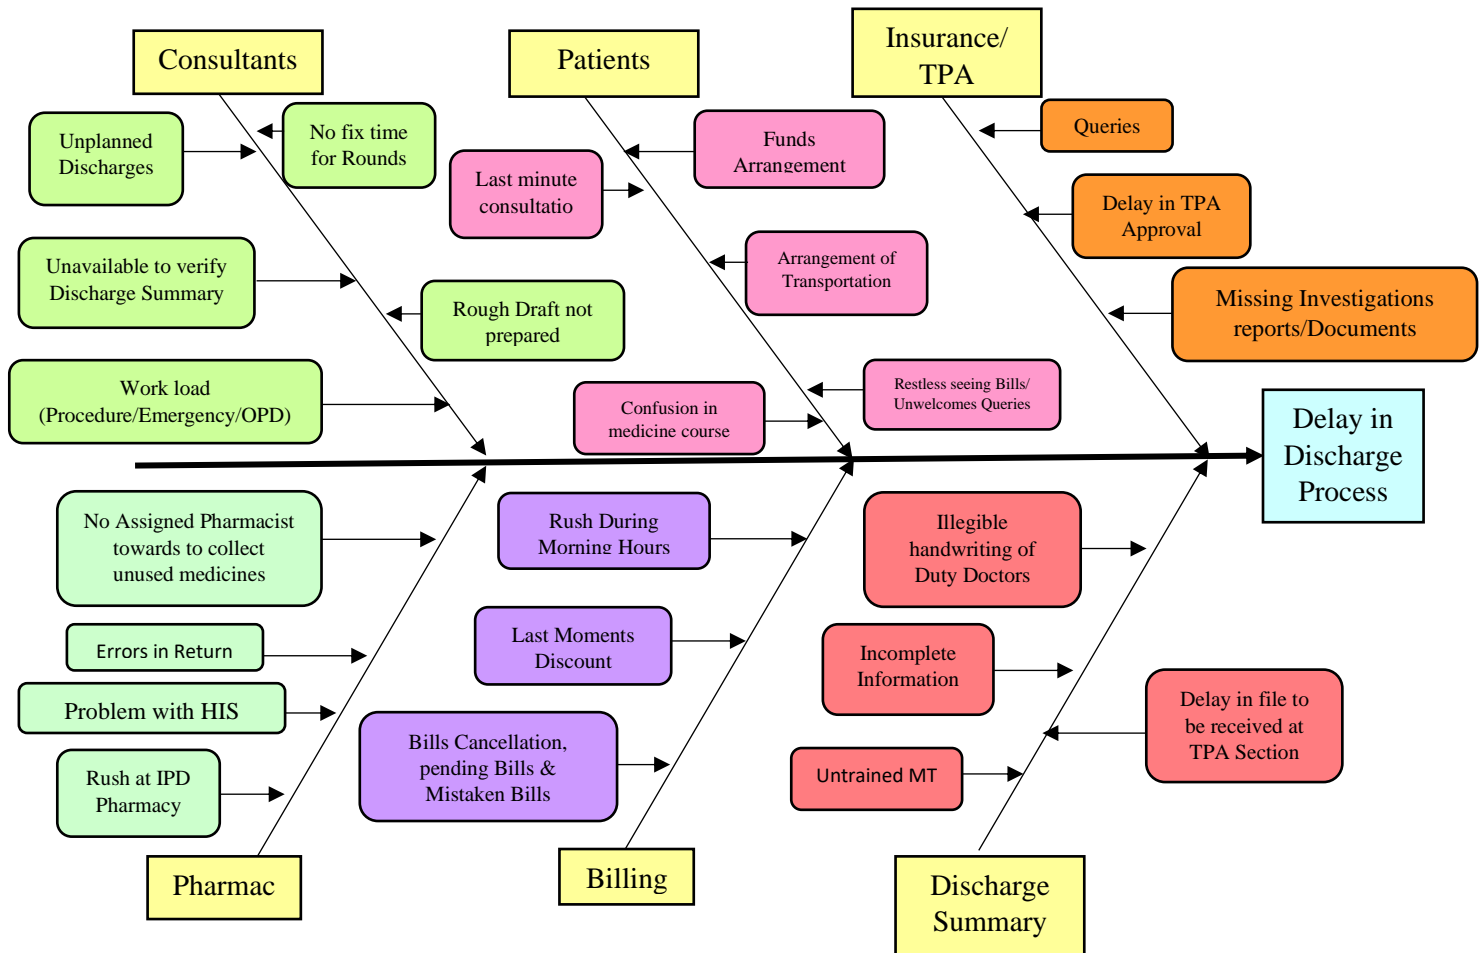 Consultants
Patients
Insurance/
TPA
Unplanned
Discharges
No fix time
for Rounds
Unavailable to verify
Discharge Summary
Rough Draft not
prepared
Work load
(Procedure/Emergency/OPD)
Funds
Arrangement
Last minute
consultatio
Arrangement of
Transportation
Restless seeing Bills/
Unwelcomes Queries
Confusion in
medicine course
Queries
Delay in TPA
Approval
Missing Investigations
reports/Documents
Delay in
Discharge
Process
No Assigned Pharmacist
towards to collect
unused medicines
Errors in Return
Problem with HIS
Rush at IPD
Pharmacy
Rush During
Morning Hours
Last Moments
Discount
Bills Cancellation,
pending Bills &
Mistaken Bills
Illegible
handwriting of
Duty Doctors
Incomplete
Information
Delay in file to
be received at
TPA Section
Untrained MT
Pharmac
Billing
Discharge
Summary